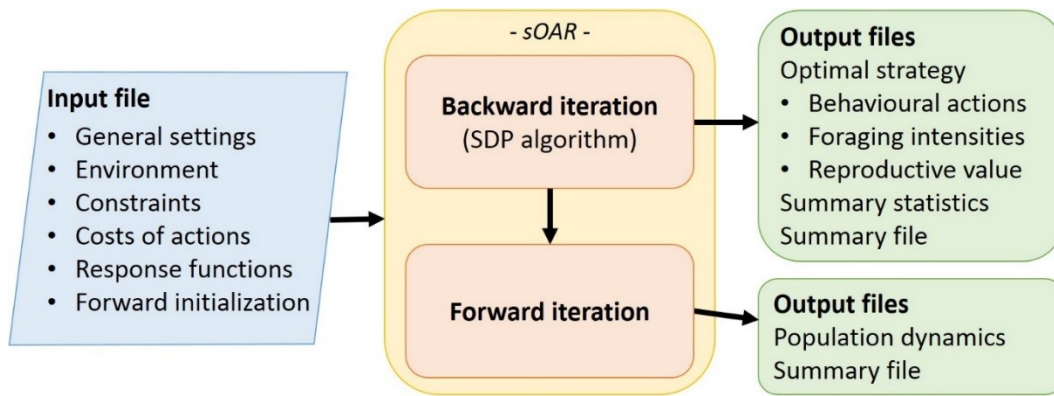 Input file
• General settings
• Environment
• Constraints
• Costs of actions
• Response functions
• Forward initialization
- sOAR -
Backward iteration
(SDP algorithm)
Forward iteration
Output files
Optimal strategy
• Behavioural actions
• Foraging intensities
• Reproductive value
Summary statistics
Summary file
Output files
Population dynamics
Summary file